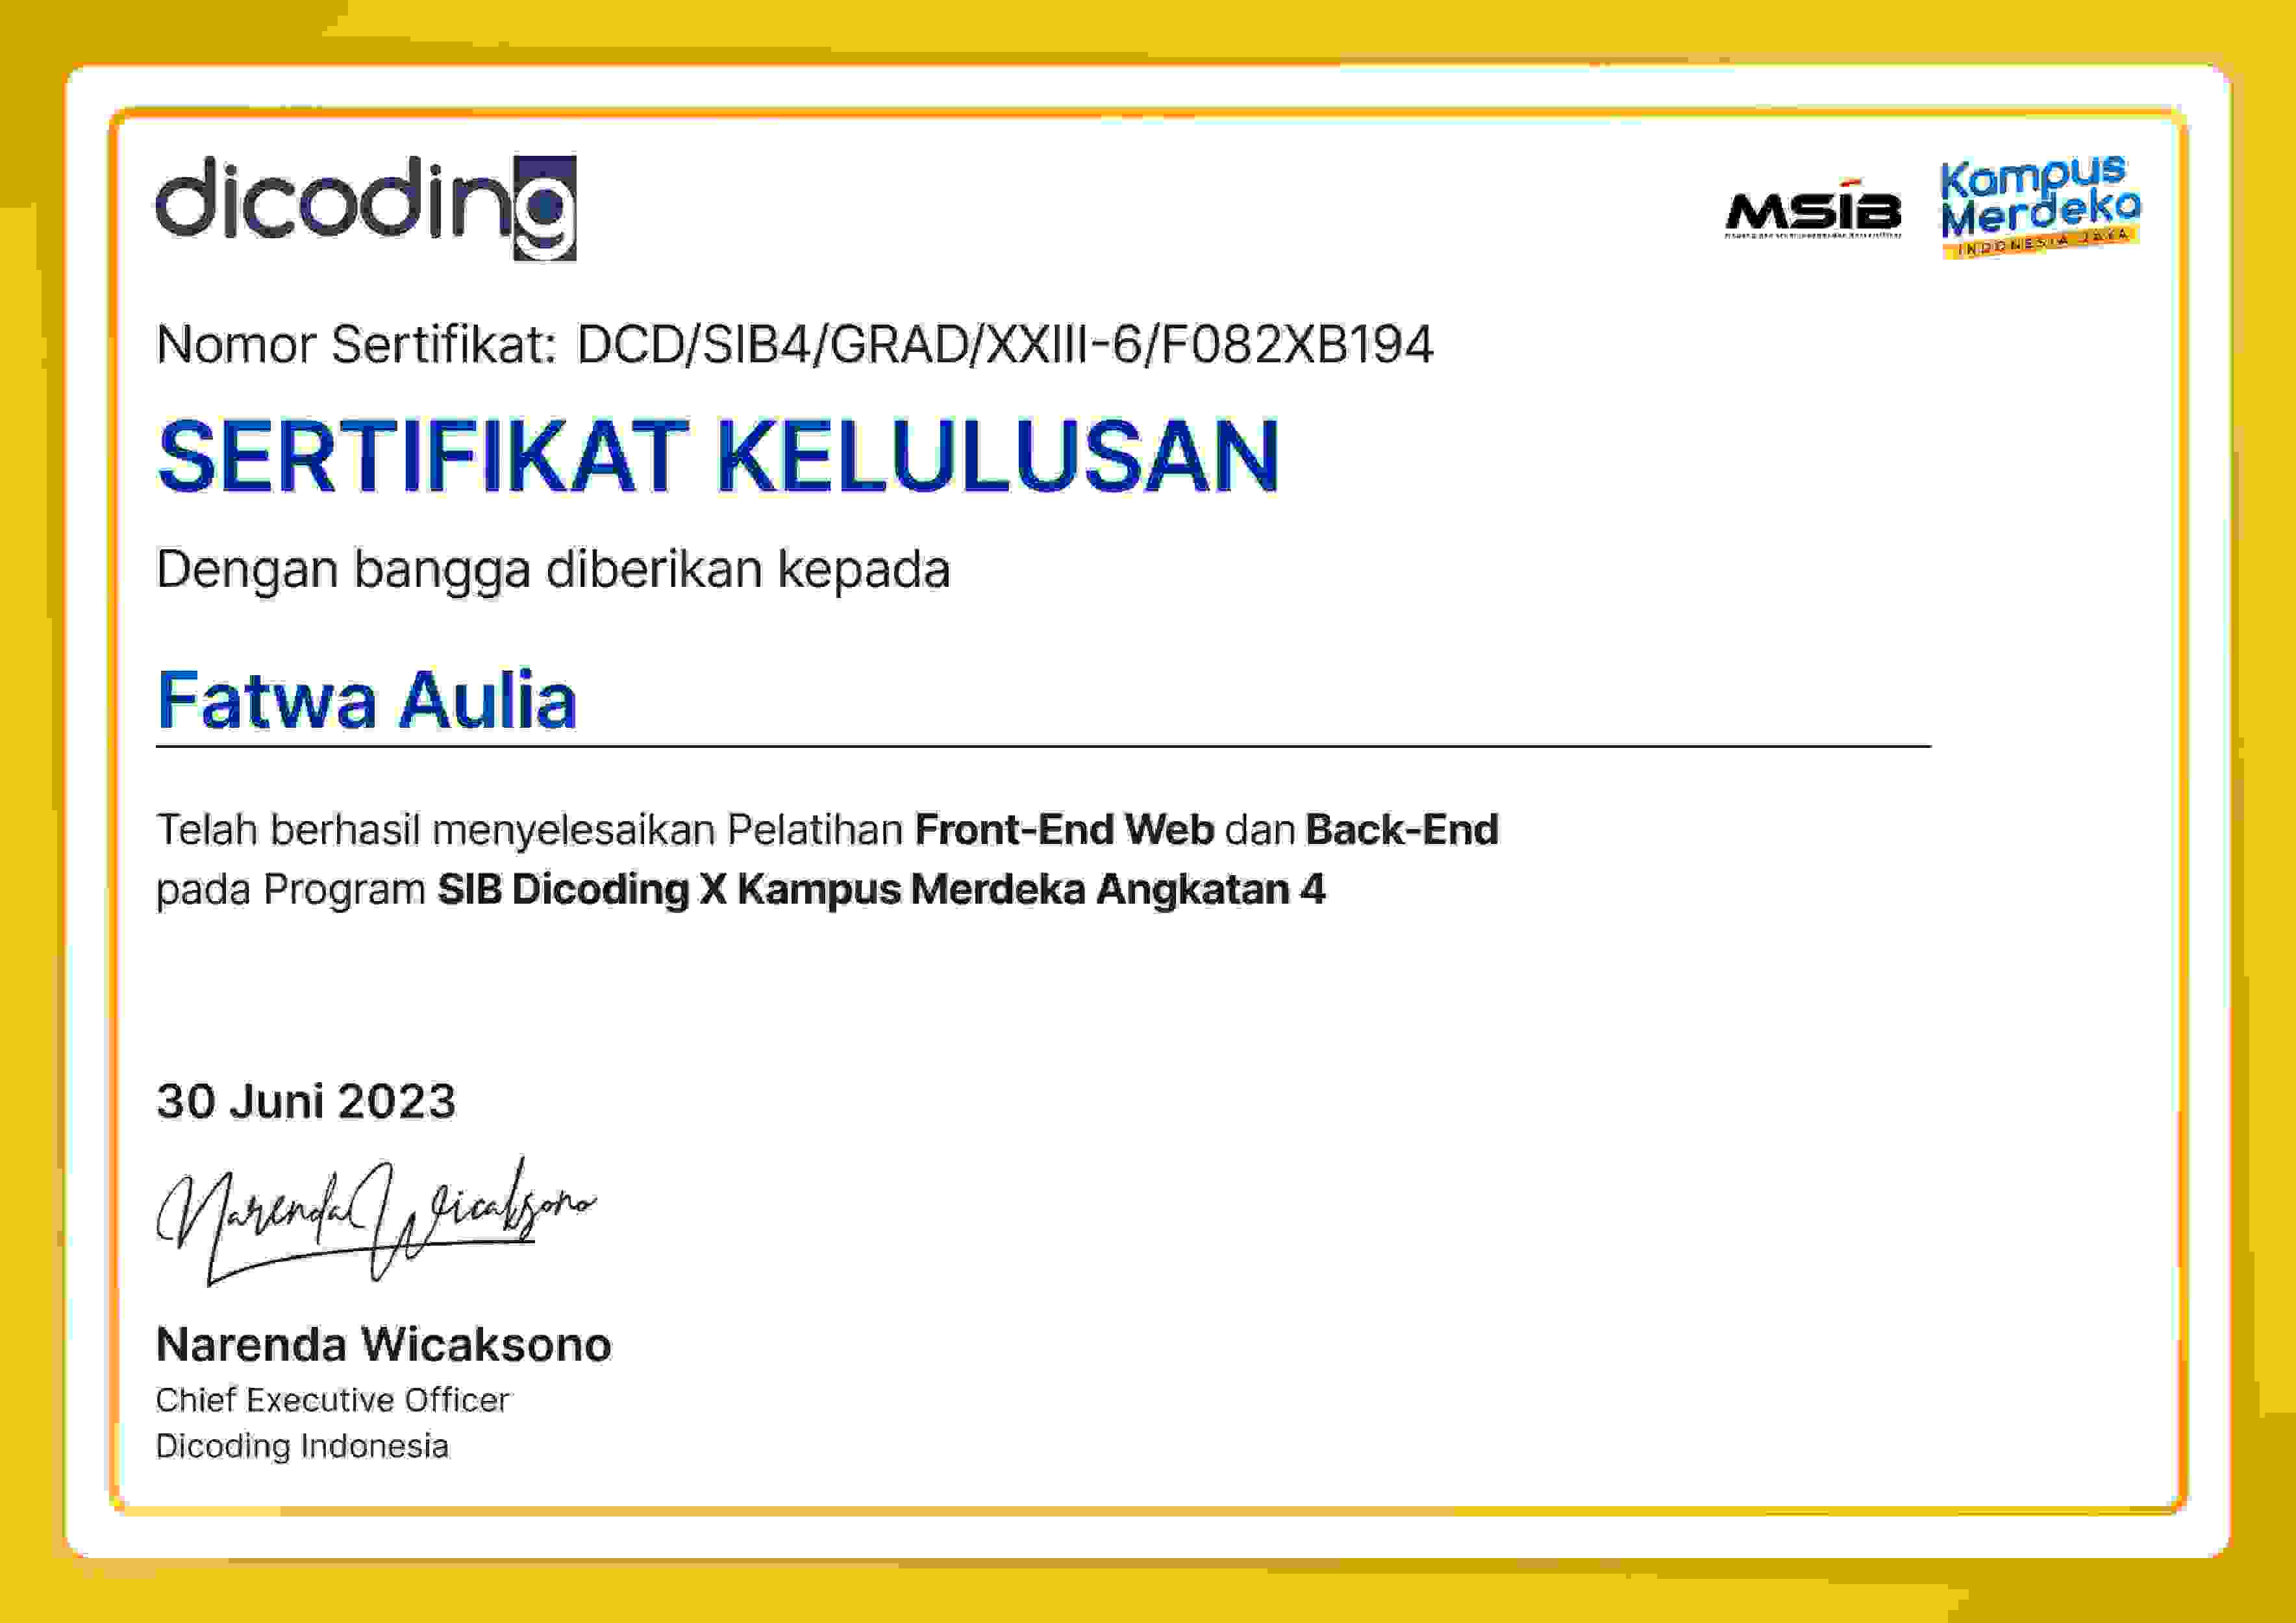 dicoding
MSIB
Kampus
Merdeka
INDONESIA JAYA
Nomor Sertifikat: DCD/SIB4/GRAD/XXIII-6/F082XB194
SERTIFIKAT KELULUSAN
Dengan bangga diberikan kepada
Fatwa Aulia
Telah berhasil menyelesaikan Pelatihan Front-End Web dan Back-End
pada Program SIB Dicoding X Kampus Merdeka Angkatan 4
30 Juni 2023
Narenda Wicaksono
Narenda Wicaksono
Chief Executive Officer
Dicoding Indonesia